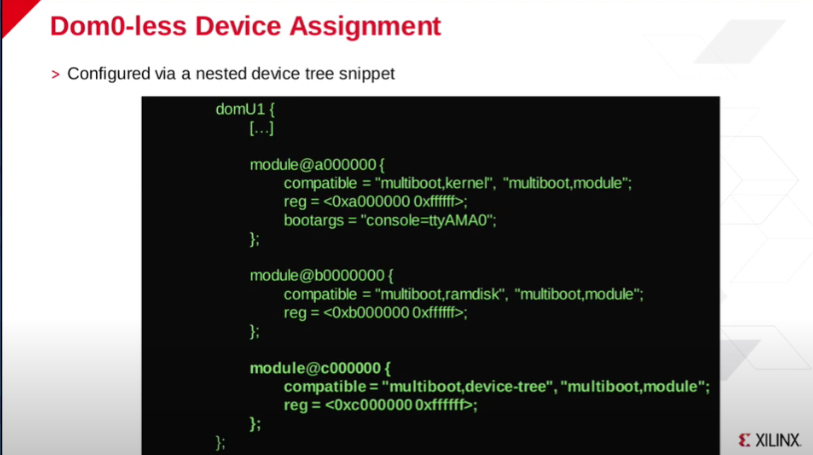 Dom0-less Device Assignment
> Configured via a nested device tree snippet
domU1 {
[...]
module@a000000 {
compatible = "multiboot,kernel", "multiboot,module";
reg = <0xa000000 0xffffff>;
bootargs = "console=ttyAMA0";
};
module@b0000000 {
compatible = "multiboot,ramdisk", "multiboot,module";
reg = <0xb000000 0xffffff>;
};
module@c000000 {
compatible = "multiboot,device-tree", "multiboot,module";
reg = <0xc000000 0xffffff>;
};
};
XILINX